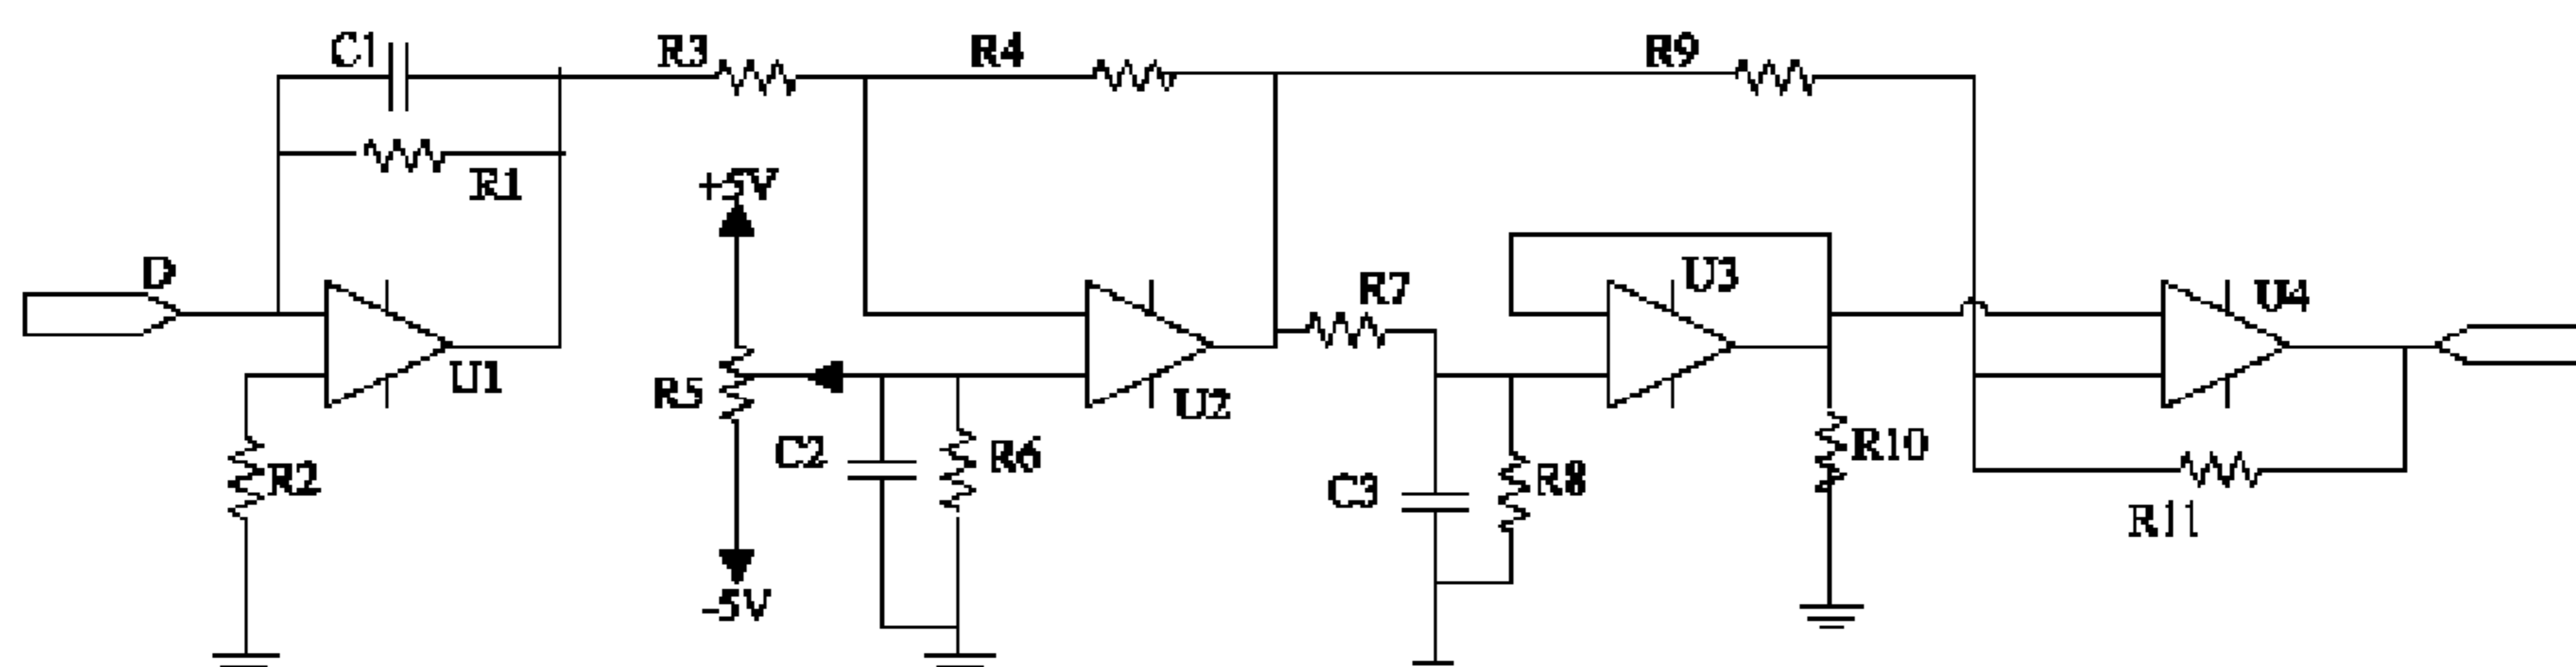 C1 R3 R4 R9
R1
+5V
D U3
R7 U4
U1 R5 U2
C2 R6 R10
R2 C3 R8
R11
-5V